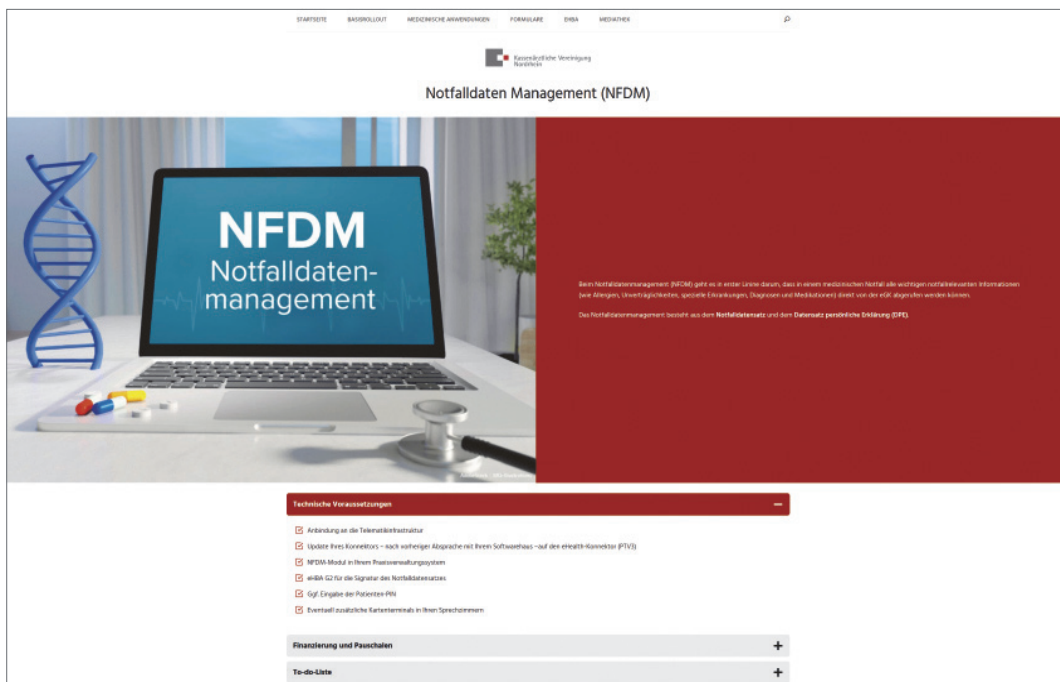 STARTSEITE BASISROLLOUT MEDIZINISCHE ANWENDUNGEN FORMULARE EHBA MEDIATHEK
Kassenärztliche Vereinigung
Nordrhein
Notfalldaten Management (NFDM)
NFDM
Notfalldaten-
management
Beim Notfalldatenmanagement (NFDM) geht es in erster Linine darum, dass in einem medizinischen Notfall alle wichtigen notfallrelevanten Informationen
(wie Allergien, Unverträglichkeiten, spezielle Erkrankungen, Diagnosen und Medikationen) direkt von der eGK abgerufen werden können.
Das Notfalldatenmanagement besteht aus dem Notfalldatensatz und dem Datensatz persönliche Erklärung (DPE).
Technische Voraussetzungen
Anbindung an die Telematikinfrastruktur
Update Ihres Konnektors – nach vorheriger Absprache mit Ihrem Softwarehaus –auf den eHealth-Konnektor (PTV3)
NFDM-Modul in Ihrem Praxisverwaltungssystem
eHBA G2 für die Signatur des Notfalldatensatzes
Ggf. Eingabe der Patienten-PIN
Eventuell zusätzliche Kartenterminals in Ihren Sprechzimmern
Finanzierung und Pauschalen
To-do-Liste